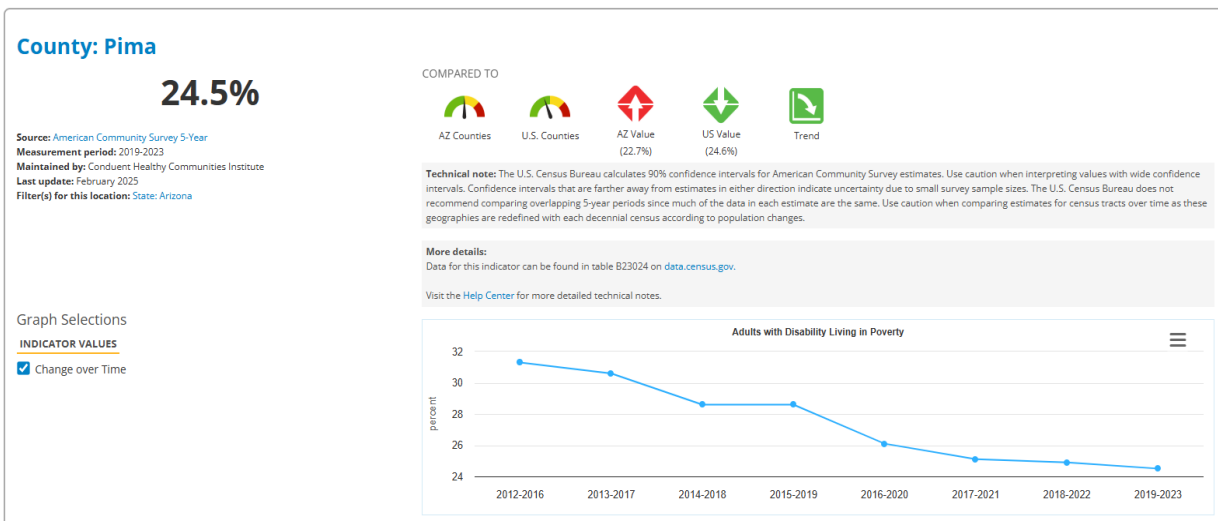 County: Pima
24.5%
Source: American Community Survey 5-Year
Measurement period: 2019-2023
Maintained by: Conduent Healthy Communities Institute
Last update: February 2025
Filter(s) for this location: State: Arizona
COMPARED TO
AZ Counties
U.S. Counties
AZ Value
(22.7%)
US Value
(24.6%)
Trend
Technical note: The U.S. Census Bureau calculates 90% confidence intervals for American Community Survey estimates. Use caution when interpreting values with wide confidence
intervals. Confidence intervals that are farther away from estimates in either direction indicate uncertainty due to small survey sample sizes. The U.S. Census Bureau does not
recommend comparing overlapping 5-year periods since much of the data in each estimate are the same. Use caution when comparing estimates for census tracts over time as these
geographies are redefined with each decennial census according to population changes.
More details:
Data for this indicator can be found in table B23024 on data.census.gov.
Visit the Help Center for more detailed technical notes.
Graph Selections
INDICATOR VALUES
Change over Time
Adults with Disability Living in Poverty
percent
32
30
28
26
24
2012-2016 2013-2017 2014-2018 2015-2019 2016-2020 2017-2021 2018-2022 2019-2023